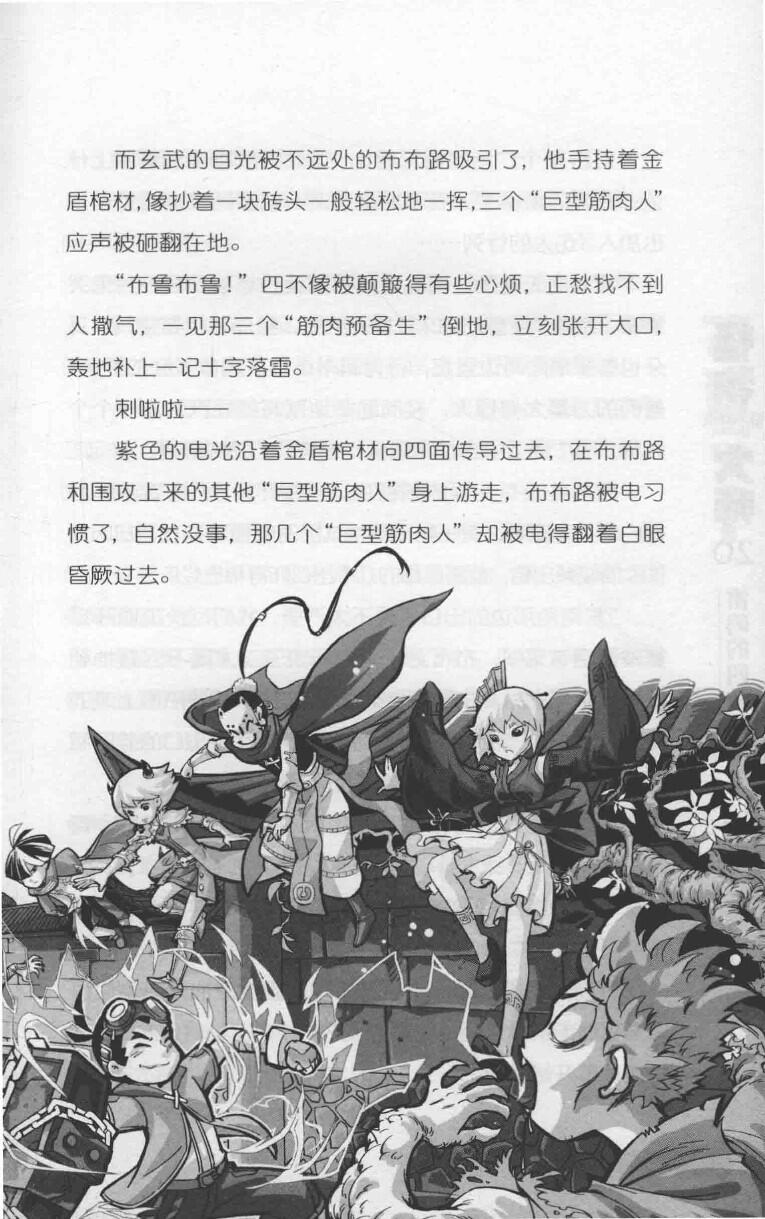 而玄武的目光被不远处的布布路吸引了，他手持着金
盾棺材，像抄着一块砖头一般轻松地一挥，三个“巨型筋肉人”
应声被砸翻在地。
“布鲁布鲁！”四不像被颠簸得有些心烦，正愁找不到
人撒气，一见那三个“筋肉预备生”倒地，立刻张开大口，
轰地补上一记十字落雷。
刺啦啦——
紫色的电光沿着金盾棺材向四面传导过去，在布布路
和围攻上来的其他“巨型筋肉人”身上游走，布布路被电习
惯了，自然没事，那几个“巨型筋肉人”却被电得翻着白眼
昏厥过去。
20